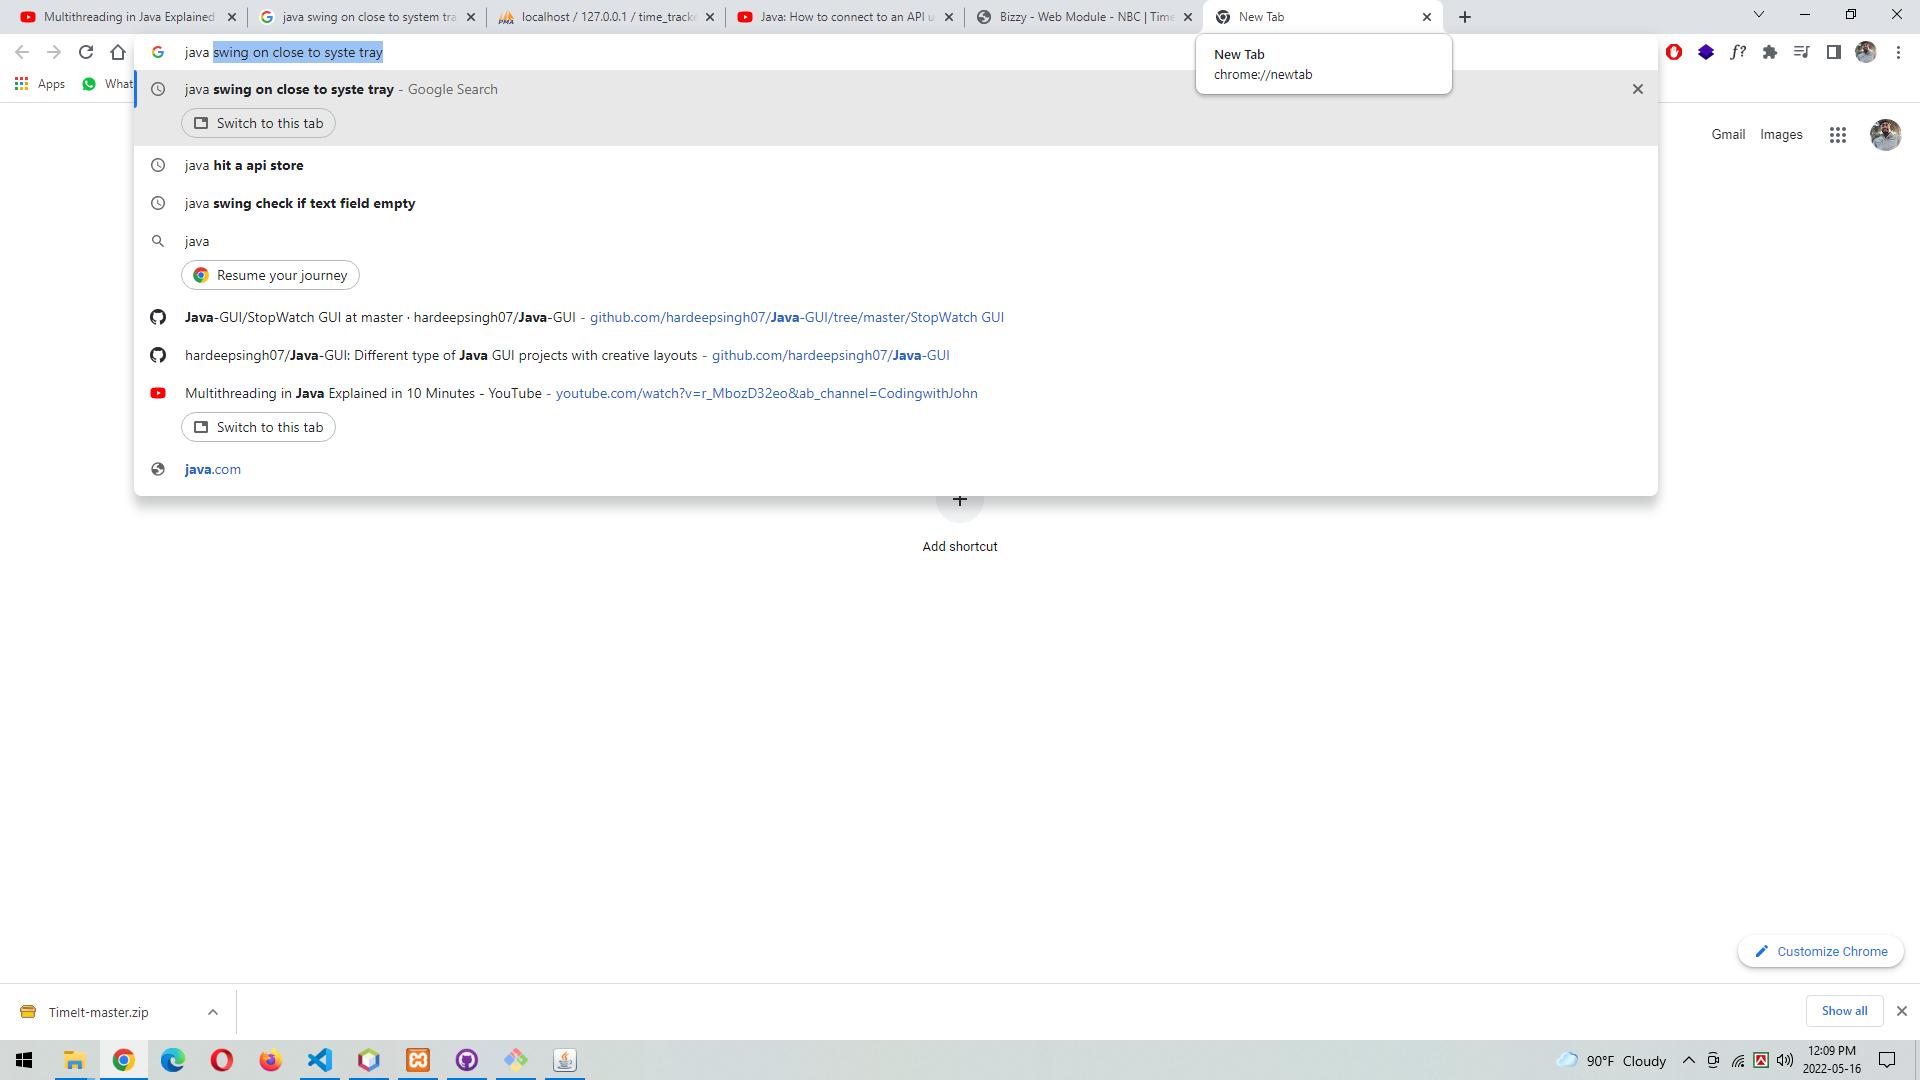 Multithreading in Java Explained
java swing on close to system tra
localhost / 127.0.0.1 / time_tracke
Java: How to connect to an API u
Bizzy - Web Module - NBC | Time
New Tab
java swing on close to syste tray
New Tab
chrome://newtab
Apps
What
java swing on close to syste tray - Google Search
Switch to this tab
Gmail
Images
java hit a api store
java swing check if text field empty
java
Resume your journey
Java-GUI/StopWatch GUI at master · hardeepsingh07/Java-GUI - github.com/hardeepsingh07/Java-GUI/tree/master/StopWatch GUI
hardeepsingh07/Java-GUI: Different type of Java GUI projects with creative layouts - github.com/hardeepsingh07/Java-GUI
Multithreading in Java Explained in 10 Minutes - YouTube - youtube.com/watch?v=r_MbozD32eo&ab_channel=CodingwithJohn
Switch to this tab
java.com
Add shortcut
Customize Chrome
TimeIt-master.zip
Show all
90°F Cloudy
12:09 PM
2022-05-16